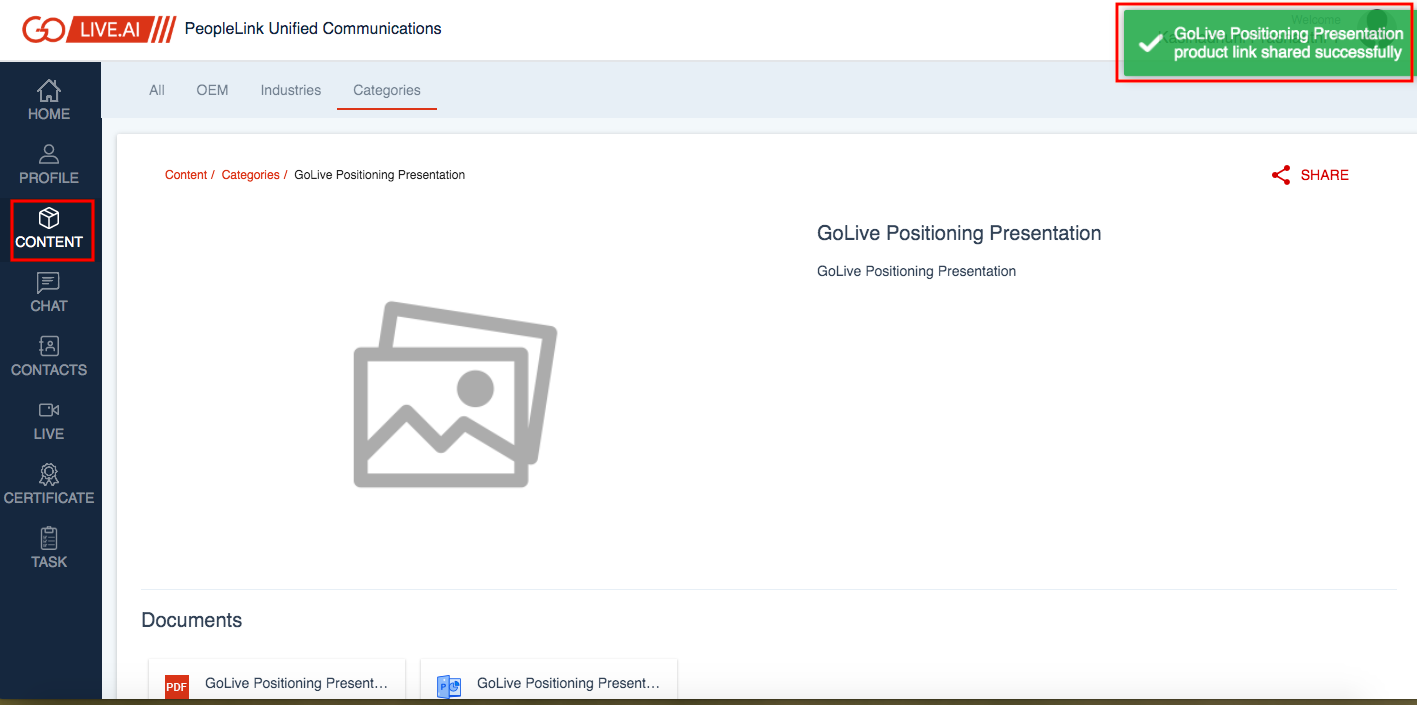 GO LIVE.AI PeopleLink Unified Communications
Welcome
GoLive Positioning Presentation
product link shared successfully
All OEM Industries Categories
HOME
PROFILE
CONTENT
CHAT
CONTACTS
LIVE
CERTIFICATE
TASK
Content / Categories / GoLive Positioning Presentation
SHARE
GoLive Positioning Presentation
GoLive Positioning Presentation
Documents
PDF GoLive Positioning Present...
P GoLive Positioning Present...